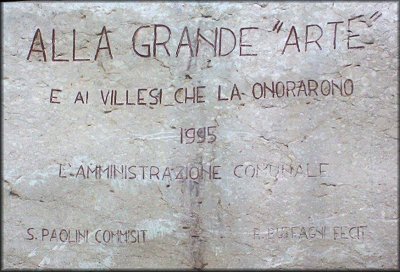 ALLA GRANDE "ARTE"
E AI VILLESI CHE LA ONORARONO
1995
L'AMMINISTRAZIONE COMUNALE
S. PAOLINI COMMISIT
FECIT